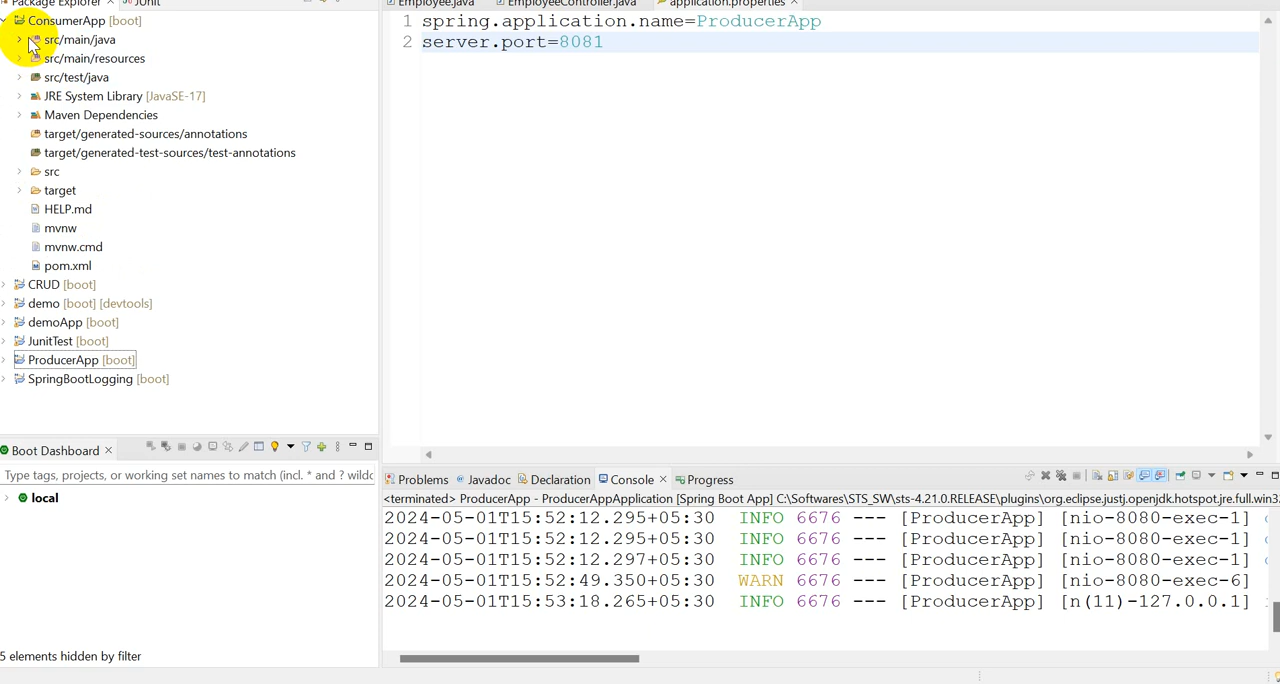 Package Explorer JUnit
ConsumerApp [boot]
src/main/java
src/main/resources
src/test/java
JRE System Library [JavaSE-17]
Maven Dependencies
target/generated-sources/annotations
target/generated-test-sources/test-annotations
src
target
HELP.md
mvnw
mvnw.cmd
pom.xml
CRUD [boot]
demo [boot] [devtools]
demoApp [boot]
JunitTest [boot]
ProducerApp [boot]
SpringBootLogging [boot]
Boot Dashboard
Type tags, projects, or working set names to match (incl. * and ? wildc
local
5 elements hidden by filter
Employee.java EmployeeController.java application.properties
1 spring.application.name=ProducerApp
2 server.port=8081
Problems Javadoc Declaration Console Progress
<terminated> ProducerApp - ProducerAppApplication [Spring Boot App] C:\Softwares\STS_SW\sts-4.21.0.RELEASE\plugins\org.eclipse.justj.openjdk.hotspot.jre.full.win3
2024-05-01T15:52:12.295+05:30 INFO 6676 --- [ProducerApp] [nio-8080-exec-1]
2024-05-01T15:52:12.295+05:30 INFO 6676 --- [ProducerApp] [nio-8080-exec-1]
2024-05-01T15:52:12.297+05:30 INFO 6676 --- [ProducerApp] [nio-8080-exec-1]
2024-05-01T15:52:49.350+05:30 WARN 6676 --- [ProducerApp] [nio-8080-exec-6]
2024-05-01T15:53:18.265+05:30 INFO 6676 --- [ProducerApp] [n(11)-127.0.0.1]